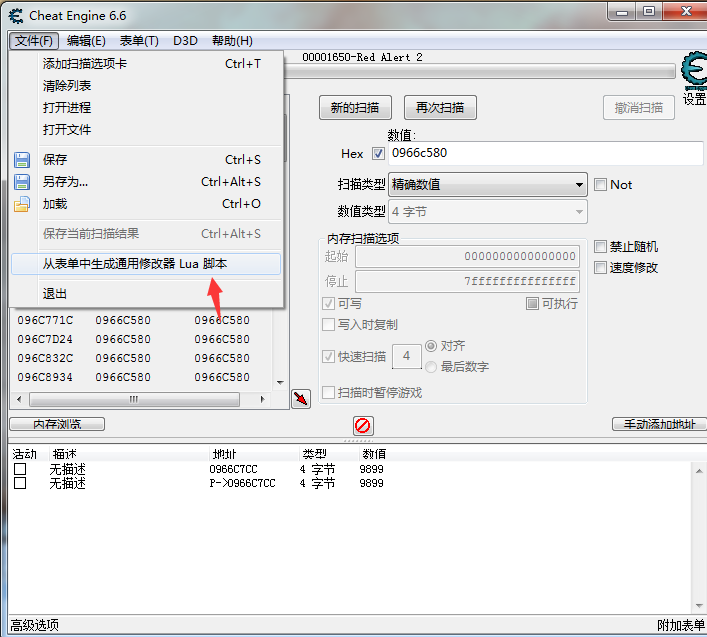 Cheat Engine 6.6
文件(F) 编辑(E) 表单(T) D3D 帮助(H)
00001650-Red Alert 2
添加扫描选项卡 Ctrl+T
清除列表
打开进程
打开文件
保存 Ctrl+S
另存为... Ctrl+Alt+S
加载 Ctrl+O
保存当前扫描结果 Ctrl+Alt+S
从表单中生成通用修改器 Lua 脚本
退出
设置
新的扫描 再次扫描 撤消扫描
数值:
Hex 0966c580
扫描类型 精确数值 Not
数值类型 4 字节
内存扫描选项
起始 0000000000000000
停止 7fffffffffffffff
可写 可执行
写入时复制
快速扫描 4 对齐
最后数字
扫描时暂停游戏
禁止随机
速度修改
096C771C 0966C580 0966C580
096C7D24 0966C580 0966C580
096C832C 0966C580 0966C580
096C8934 0966C580 0966C580
内存浏览 手动添加地址
活动 描述 地址 类型 数值
无描述 0966C7CC 4 字节 9899
无描述 P->0966C7CC 4 字节 9899
高级选项 附加表单